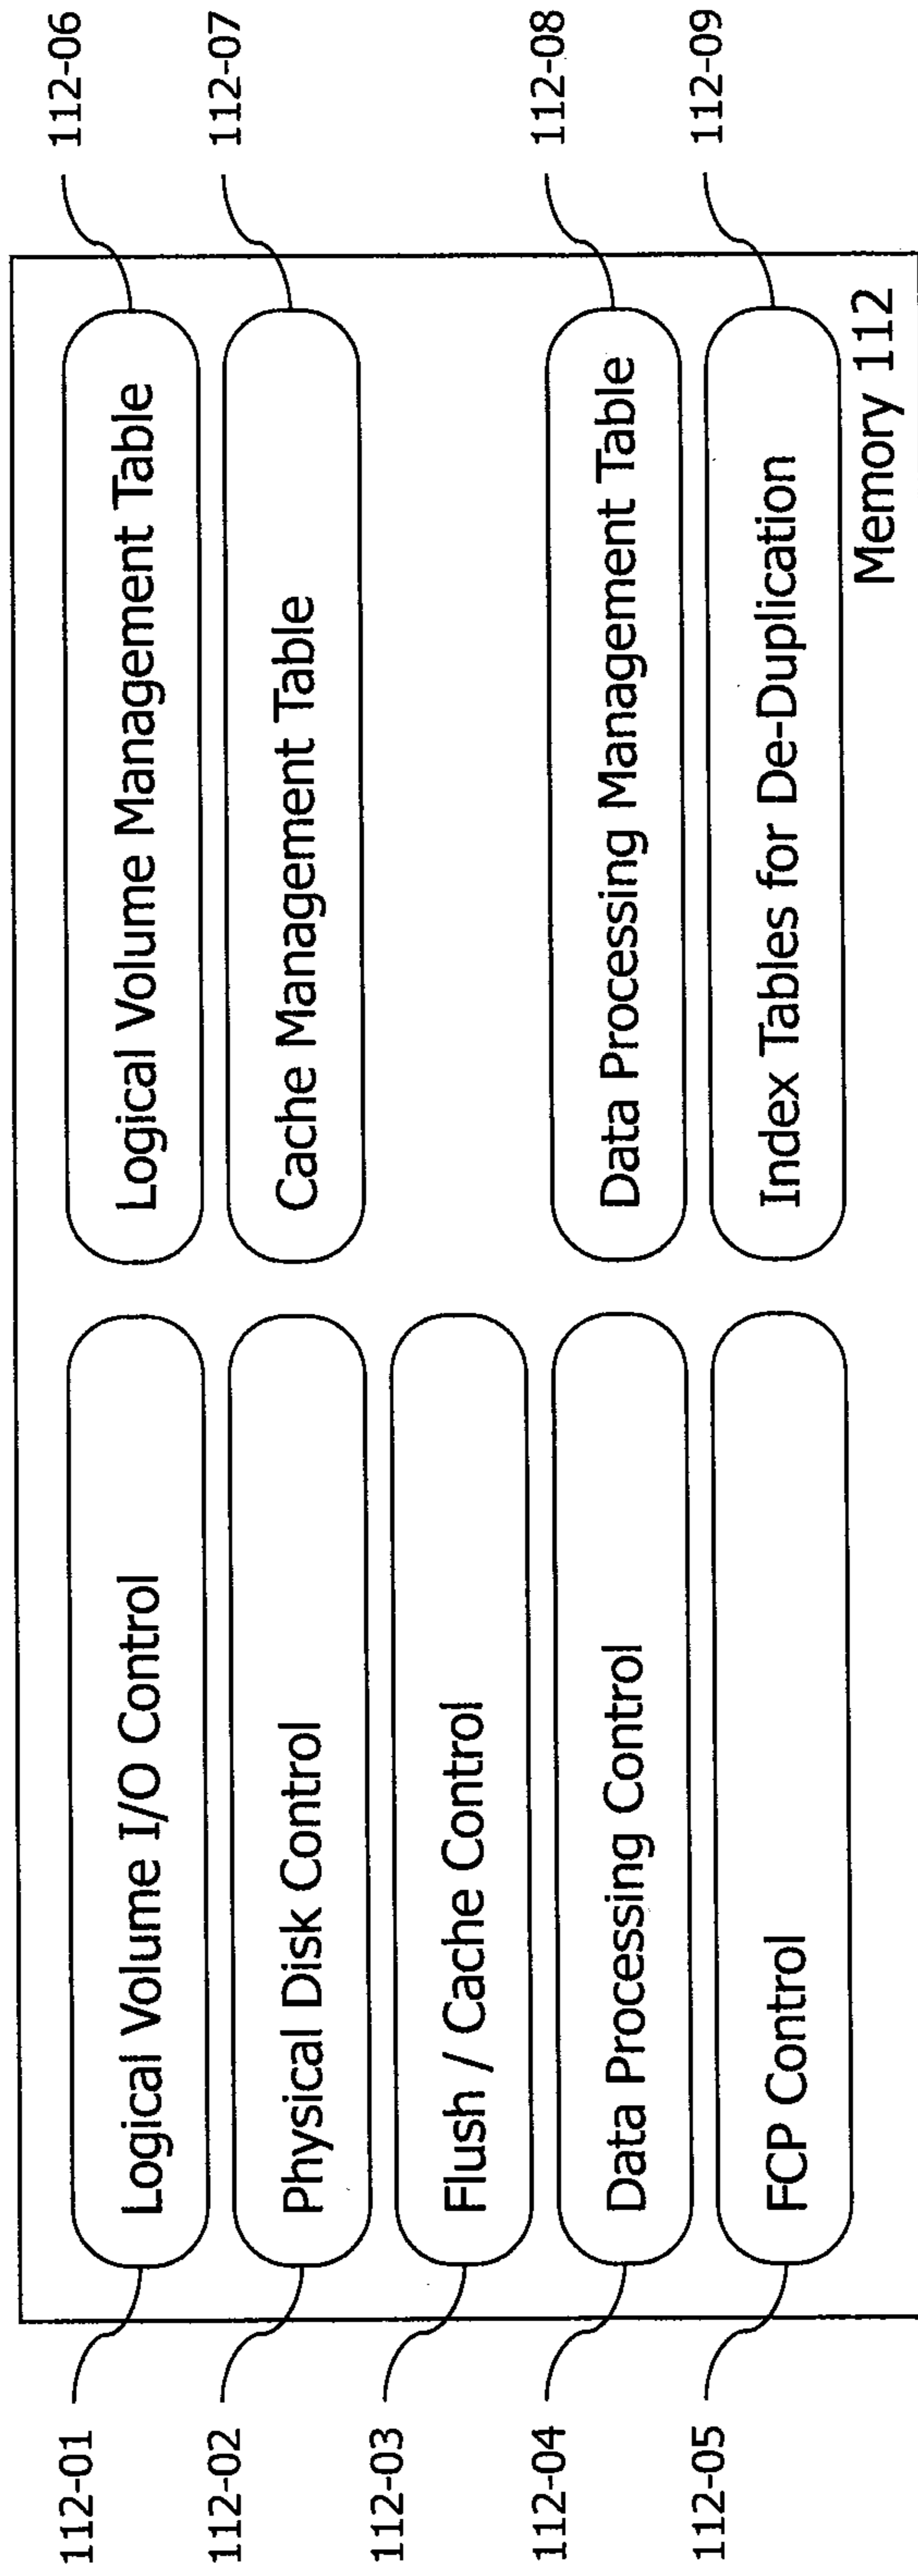 112-01
Logical Volume I/O Control
Logical Volume Management Table
112-06
112-02
Physical Disk Control
Cache Management Table
112-07
112-03
Flush / Cache Control
112-04
Data Processing Control
Data Processing Management Table
112-08
112-05
FCP Control
Index Tables for De-Duplication
112-09
Memory 112